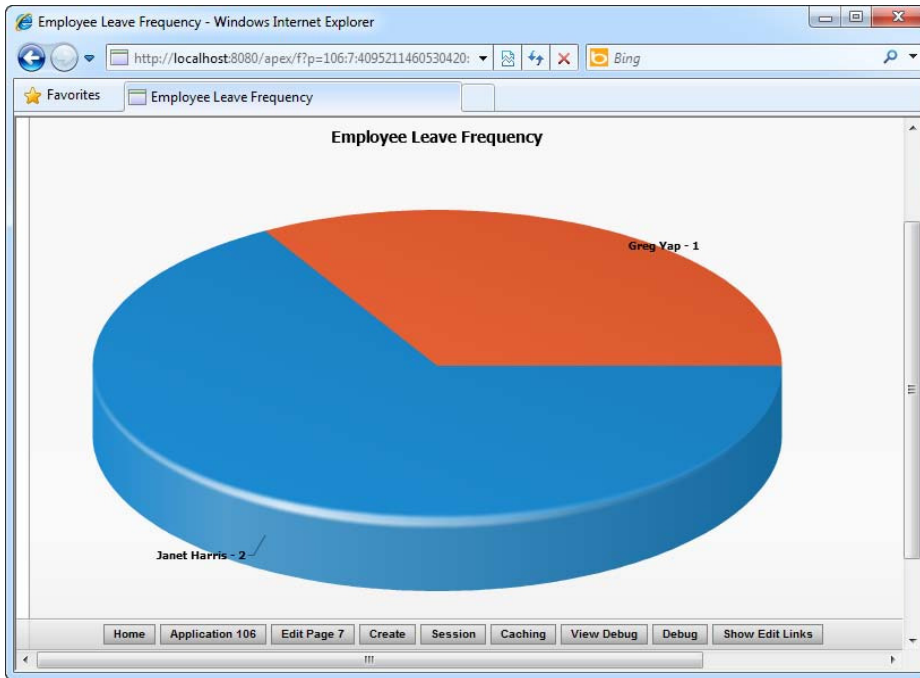 Employee Leave Frequency - Windows Internet Explorer
http://localhost:8080/apex/f?p=106:7:4095211460530420:
Bing
Favorites
Employee Leave Frequency
Employee Leave Frequency
Greg Yap - 1
Janet Harris - 2
Home Application 106 Edit Page 7 Create Session Caching View Debug Debug Show Edit Links